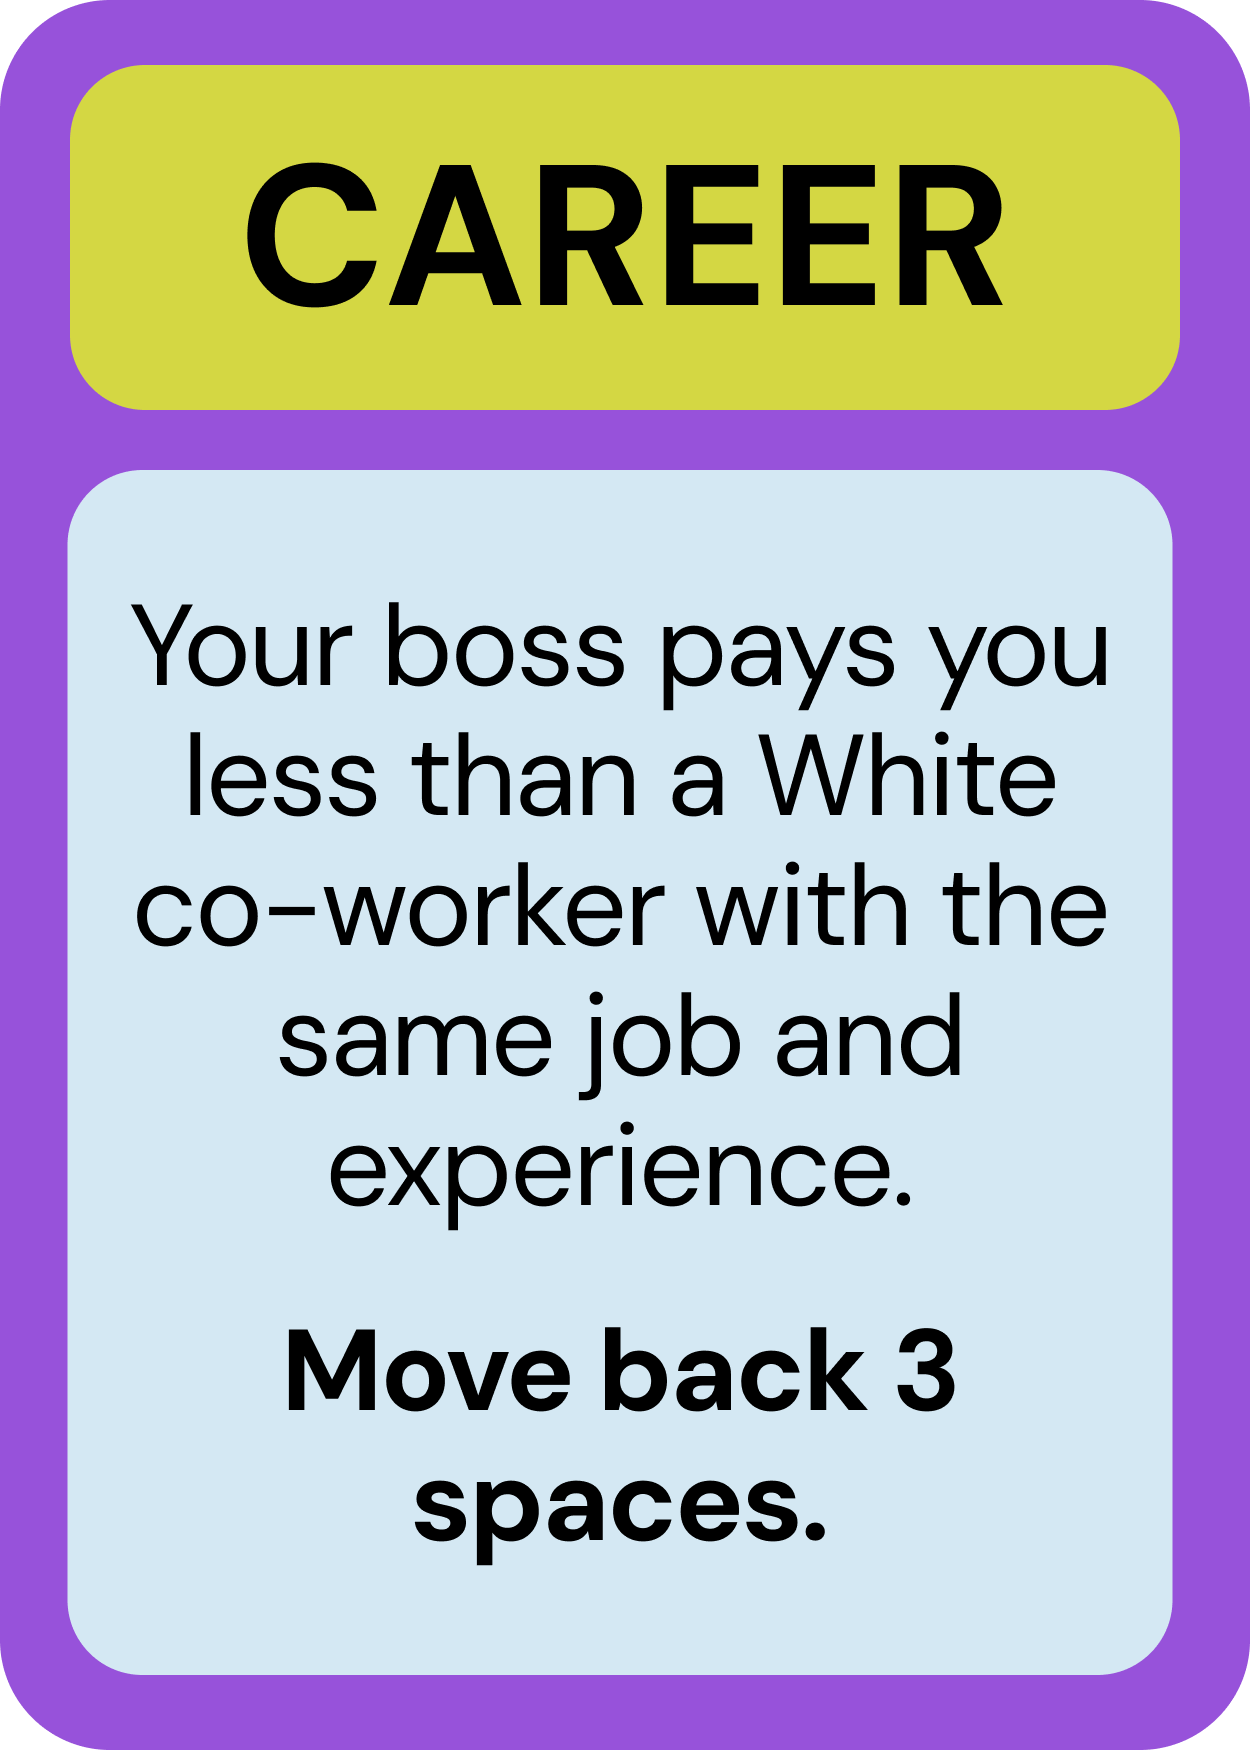 CAREER
Your boss pays you
less than a White
co-worker with the
same job and
experience.
Move back 3
spaces.